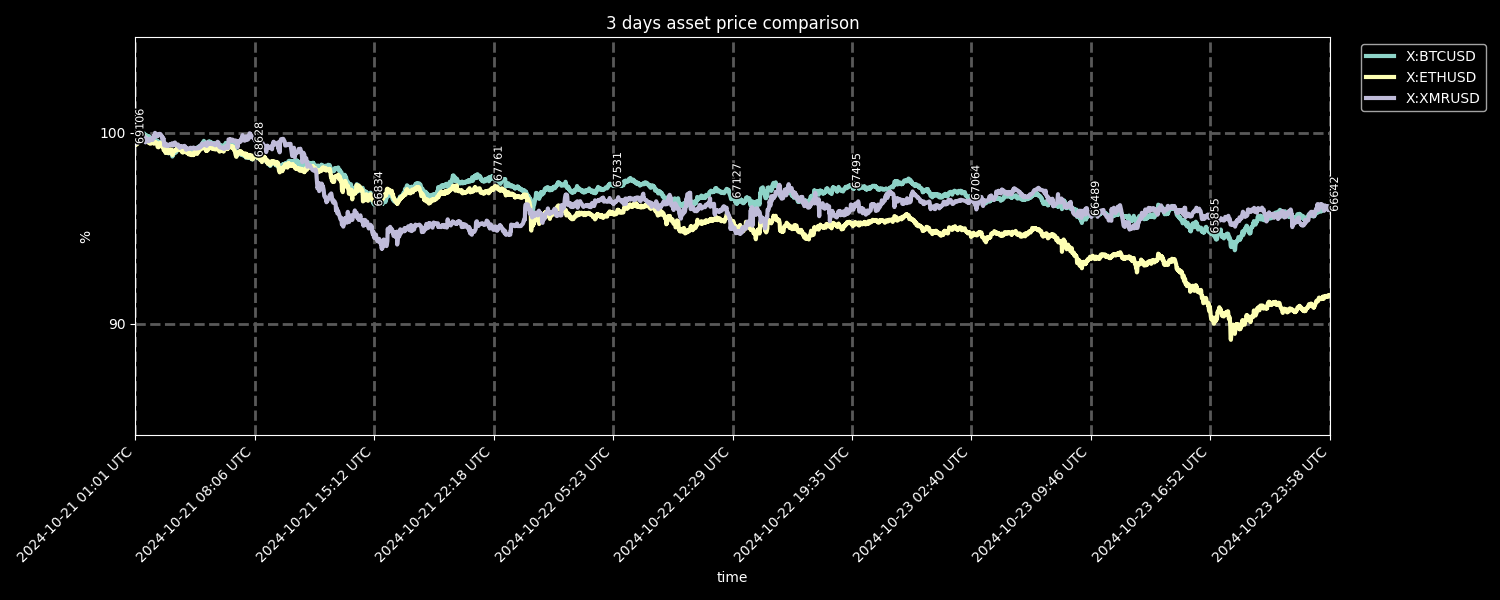 3 days asset price comparison
X:BTCUSD
X:ETHUSD
X:XMRUSD
100
90
%
69106
68628
66834
67761
67531
67127
67495
67064
66489
65855
66642
2024-10-21 01:01 UTC
2024-10-21 08:06 UTC
2024-10-21 15:12 UTC
2024-10-21 22:18 UTC
2024-10-22 05:23 UTC
2024-10-22 12:29 UTC
2024-10-22 19:35 UTC
2024-10-23 02:40 UTC
2024-10-23 09:46 UTC
2024-10-23 16:52 UTC
2024-10-23 23:58 UTC
time